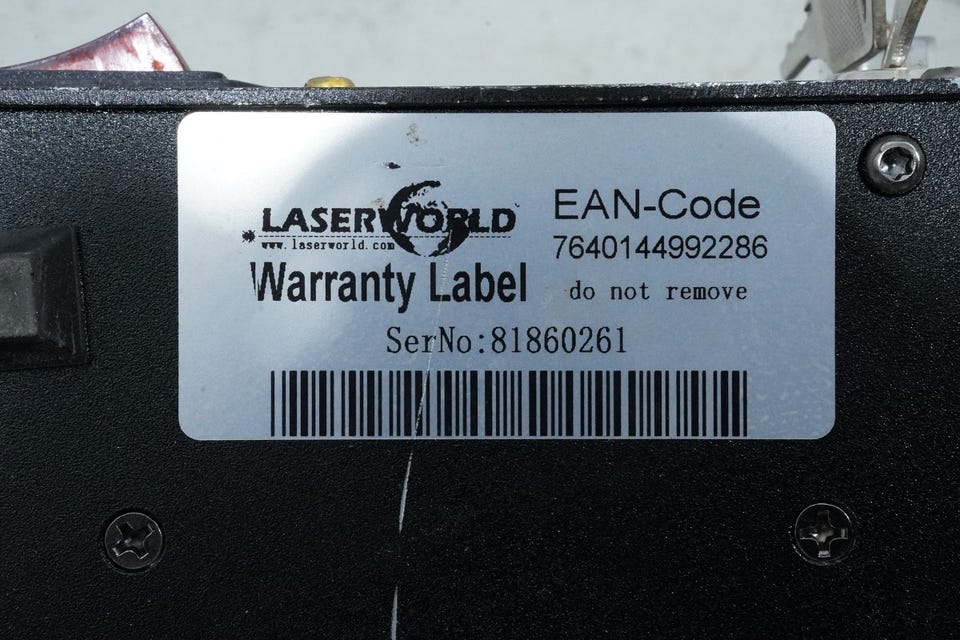 LASERWORLD
www.laserworld.com
Warranty Label
EAN-Code
7640144992286
do not remove
SerNo:81860261